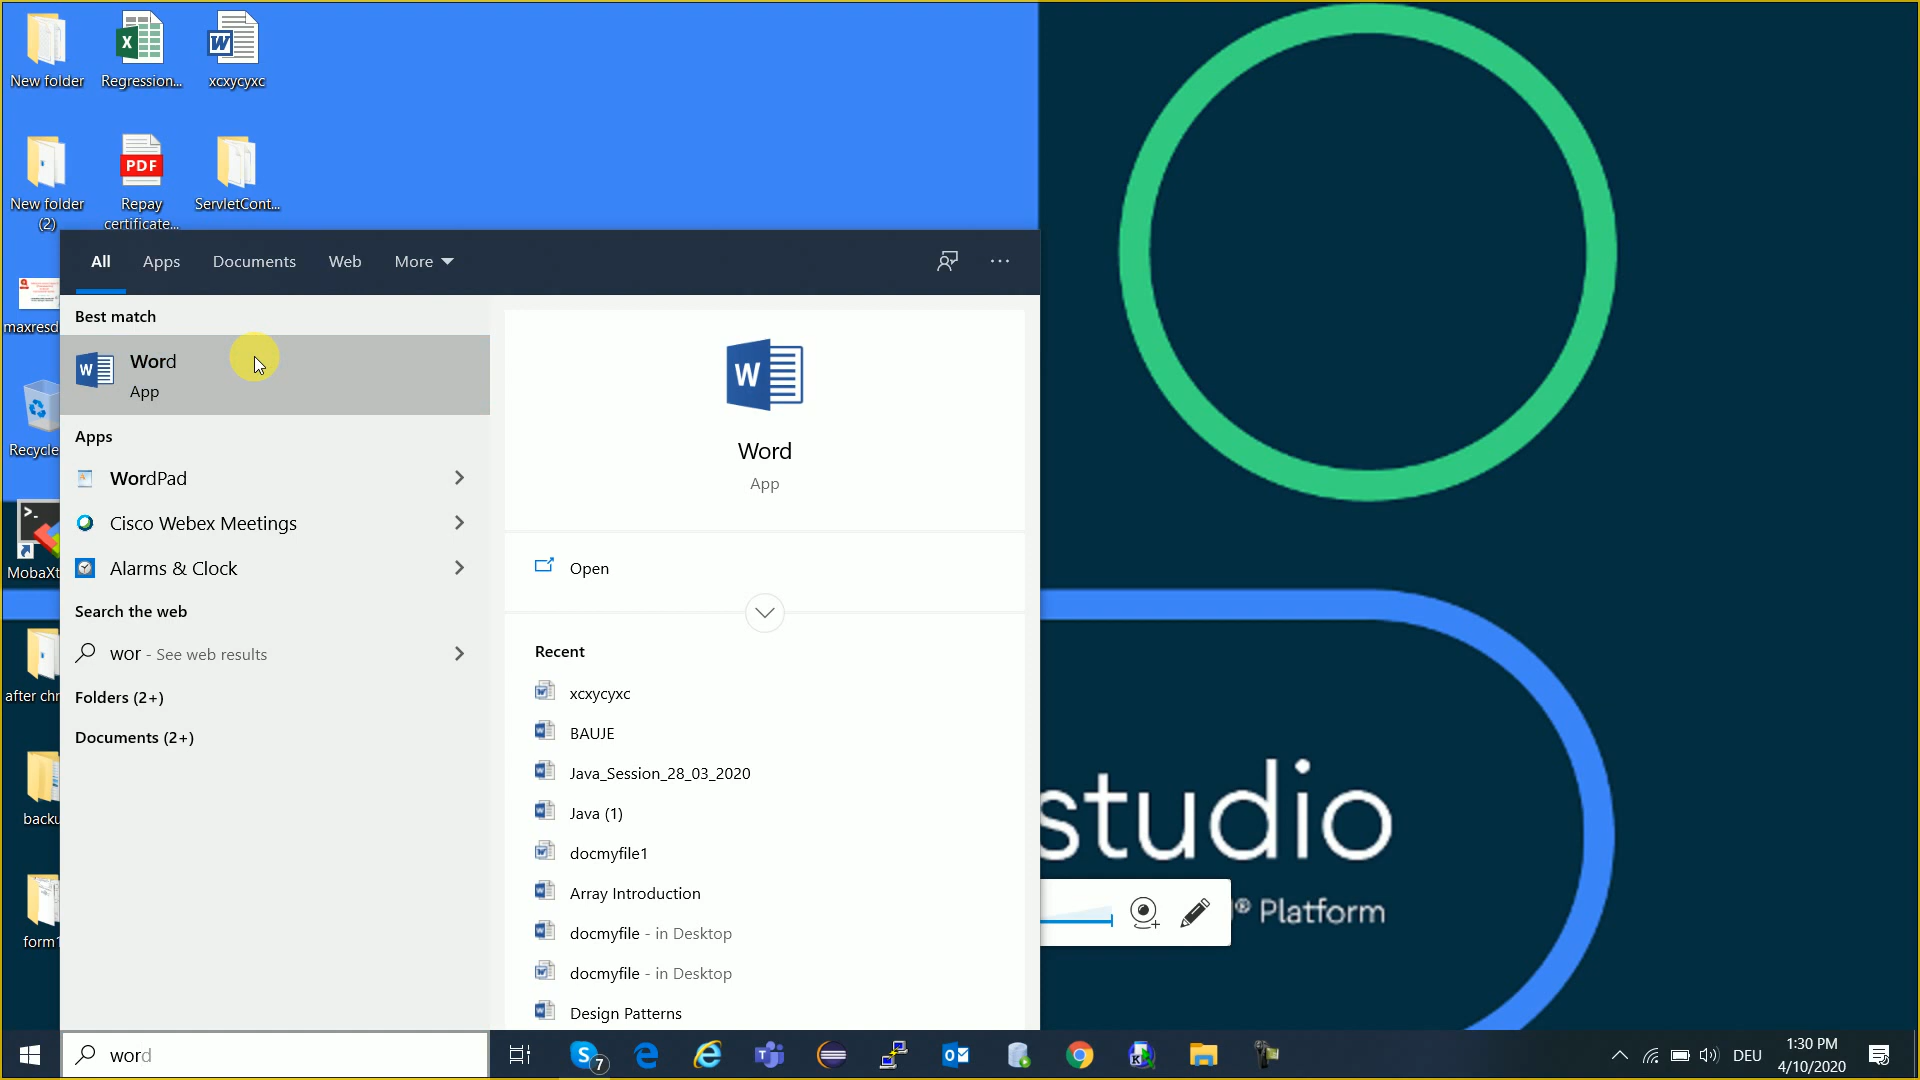 New folder
Regression...
xcxycyxc
New folder
(2)
PDF
Repay
certificate...
ServletCont...
maxresd
Recycle
MobaXt
after chr
backu
form1
All Apps Documents Web More
Best match
Word
App
Apps
WordPad
Cisco Webex Meetings
Alarms & Clock
Search the web
wor - See web results
Folders (2+)
Documents (2+)
Word
App
Open
Recent
xcxycyxc
BAUJE
Java_Session_28_03_2020
Java (1)
docmyfile1
Array Introduction
docmyfile - in Desktop
docmyfile - in Desktop
Design Patterns
studio
® Platform
word
7
DEU
1:30 PM
4/10/2020